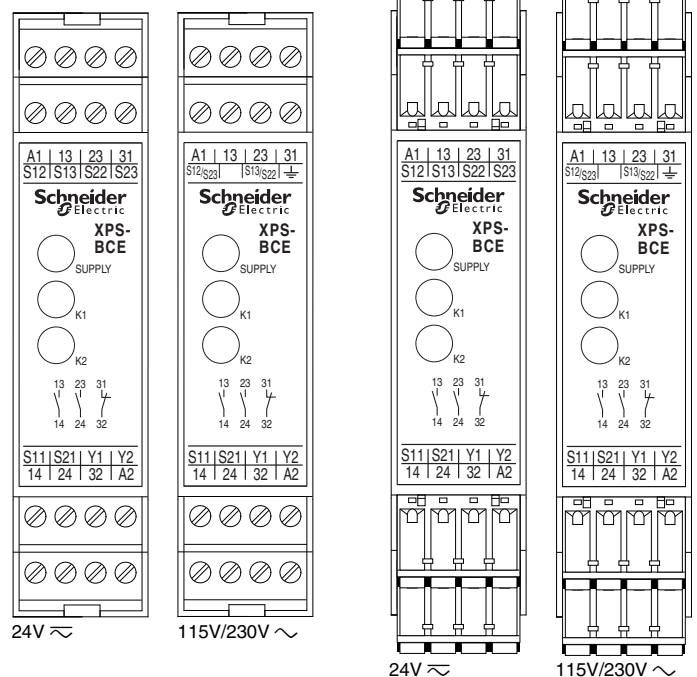 A1 | 13 | 23 | 31
S12|S13|S22|S23
Schneider
Electric
XPS-
BCE
SUPPLY
K1
K2
13 23 31
14 24 32
S11|S21|Y1|Y2
14 | 24 | 32 | A2
24V ⏦
A1 | 13 | 23 | 31
S12/S23| |S13/S22|⏚
Schneider
Electric
XPS-
BCE
SUPPLY
K1
K2
13 23 31
14 24 32
S11|S21|Y1|Y2
14 | 24 | 32 | A2
115V/230V ~
A1 | 13 | 23 | 31
S12|S13|S22|S23
Schneider
Electric
XPS-
BCE
SUPPLY
K1
K2
13 23 31
14 24 32
S11|S21|Y1|Y2
14 | 24 | 32 | A2
24V ⏦
A1 | 13 | 23 | 31
S12/S23| |S13/S22|⏚
Schneider
Electric
XPS-
BCE
SUPPLY
K1
K2
13 23 31
14 24 32
S11|S21|Y1|Y2
14 | 24 | 32 | A2
115V/230V ~